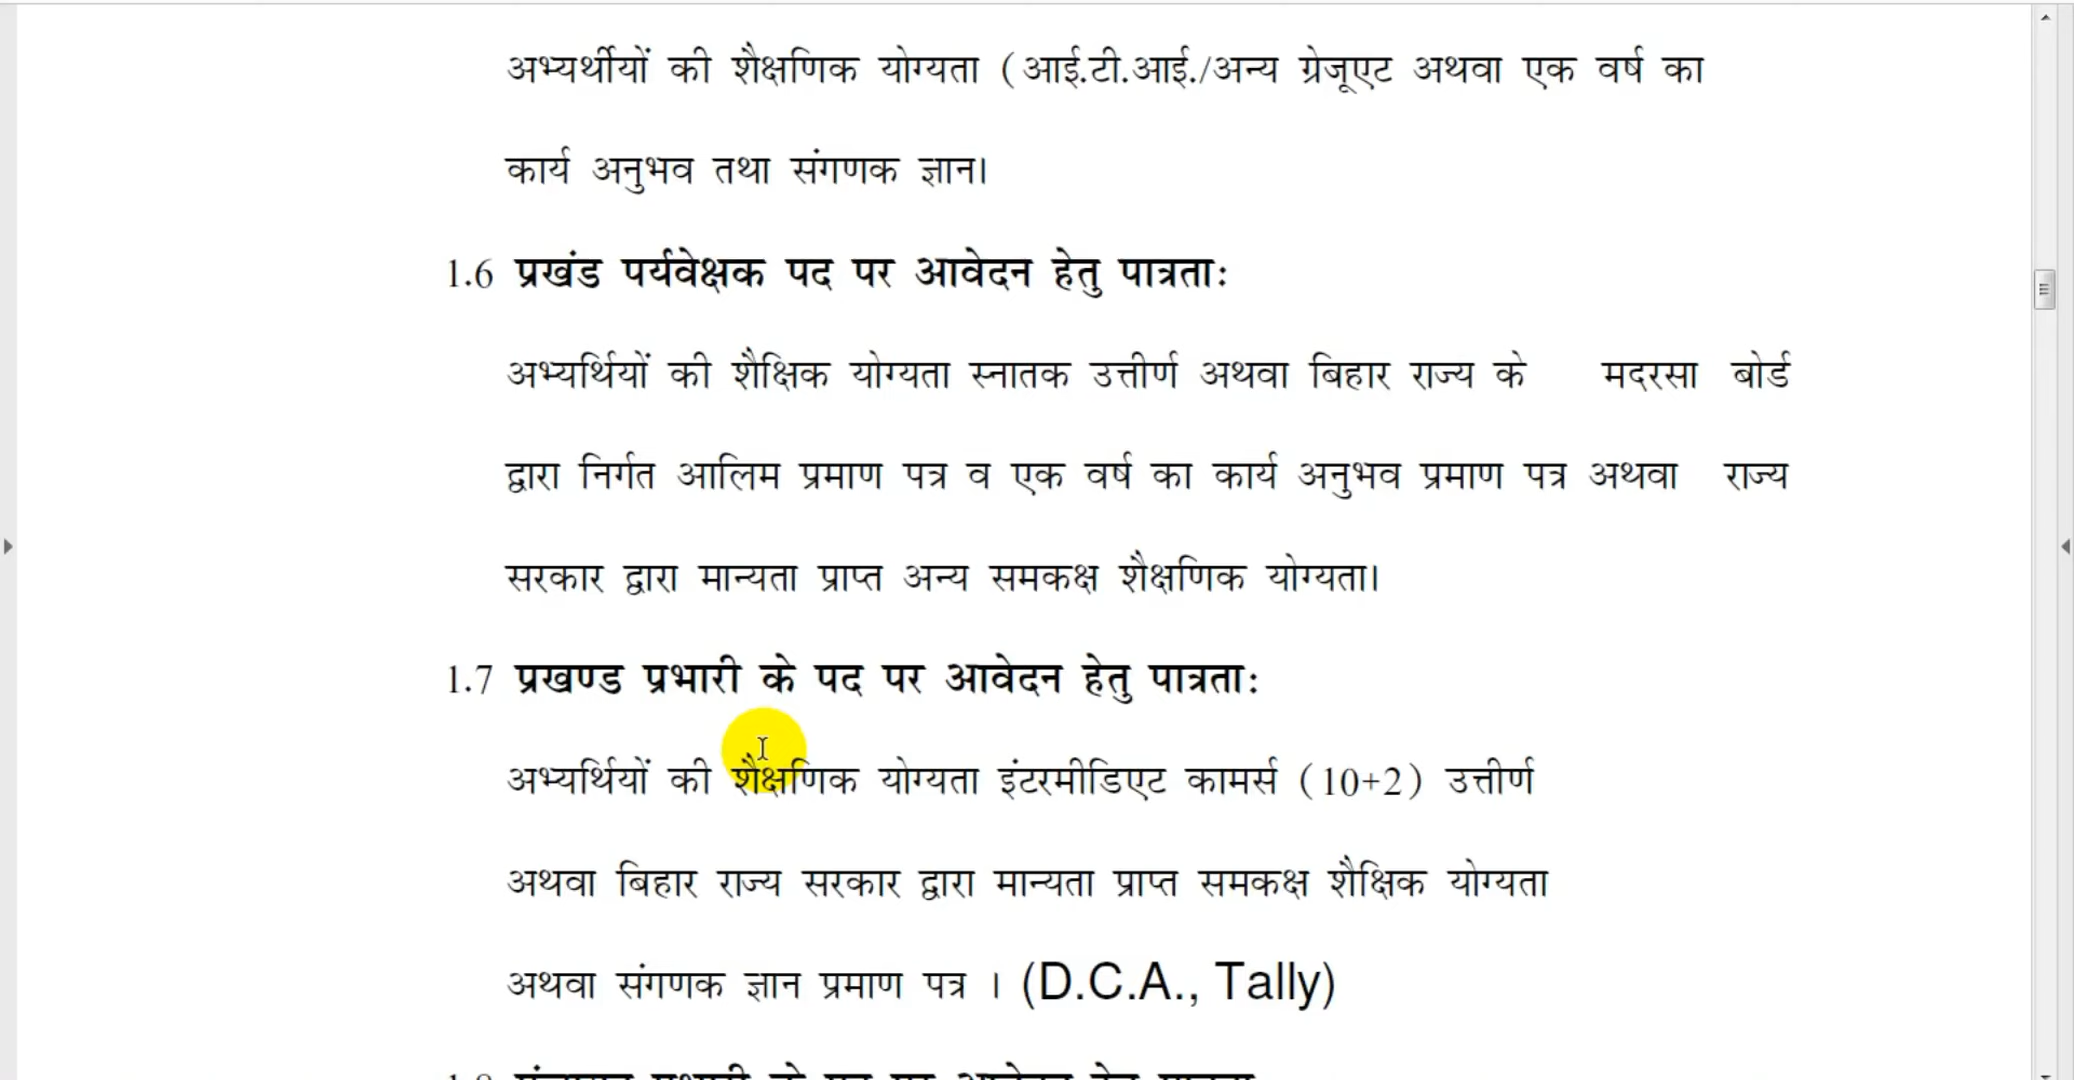 अभ्यर्थीयों की शैक्षणिक योग्यता (आई.टी.आई./अन्य ग्रेजूएट अथवा एक वर्ष का
कार्य अनुभव तथा संगणक ज्ञान।
1.6 प्रखंड पर्यवेक्षक पद पर आवेदन हेतु पात्रता:
अभ्यर्थियों की शैक्षिक योग्यता स्नातक उत्तीर्ण अथवा बिहार राज्य के मदरसा बोर्ड
द्वारा निर्गत आलिम प्रमाण पत्र व एक वर्ष का कार्य अनुभव प्रमाण पत्र अथवा राज्य
सरकार द्वारा मान्यता प्राप्त अन्य समकक्ष शैक्षणिक योग्यता।
1.7 प्रखण्ड प्रभारी के पद पर आवेदन हेतु पात्रता:
अभ्यर्थियों की शैक्षणिक योग्यता इंटरमीडिएट कामर्स (10+2) उत्तीर्ण
अथवा बिहार राज्य सरकार द्वारा मान्यता प्राप्त समकक्ष शैक्षिक योग्यता
अथवा संगणक ज्ञान प्रमाण पत्र । (D.C.A., Tally)